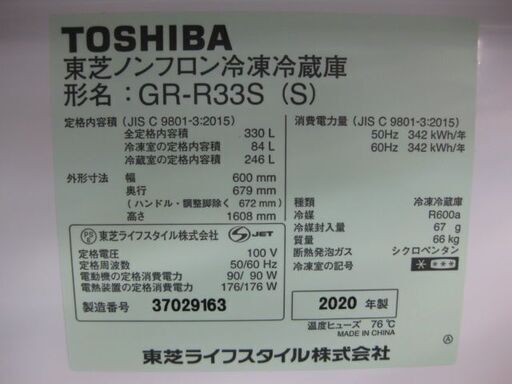 TOSHIBA
東芝ノンフロン冷凍冷蔵庫
形名：GR-R33S (S)
定格内容積（JIS C 9801-3:2015）
全定格内容積 330 L
冷凍室の定格内容積 84 L
冷蔵室の定格内容積 246 L
外形寸法 幅 600 mm
奥行 679 mm
（ハンドル・調整脚除く 672 mm）
高さ 1608 mm
消費電力量（JIS C 9801-3:2015）
50Hz 342 kWh/年
60Hz 342 kWh/年
種類 冷凍冷蔵庫
冷媒 R600a
冷媒封入量 67 g
質量 66 kg
断熱発泡ガス シクロペンタン
冷凍室の記号 * ***
PS E 東芝ライフスタイル株式会社 S JET
定格電圧 100 V
定格周波数 50/60 Hz
電動機の定格消費電力 90/ 90 W
電熱装置の定格消費電力 176/176 W
製造番号 37029163
2020 年製
温度ヒューズ 76℃
MADE IN CHINA
A
東芝ライフスタイル株式会社